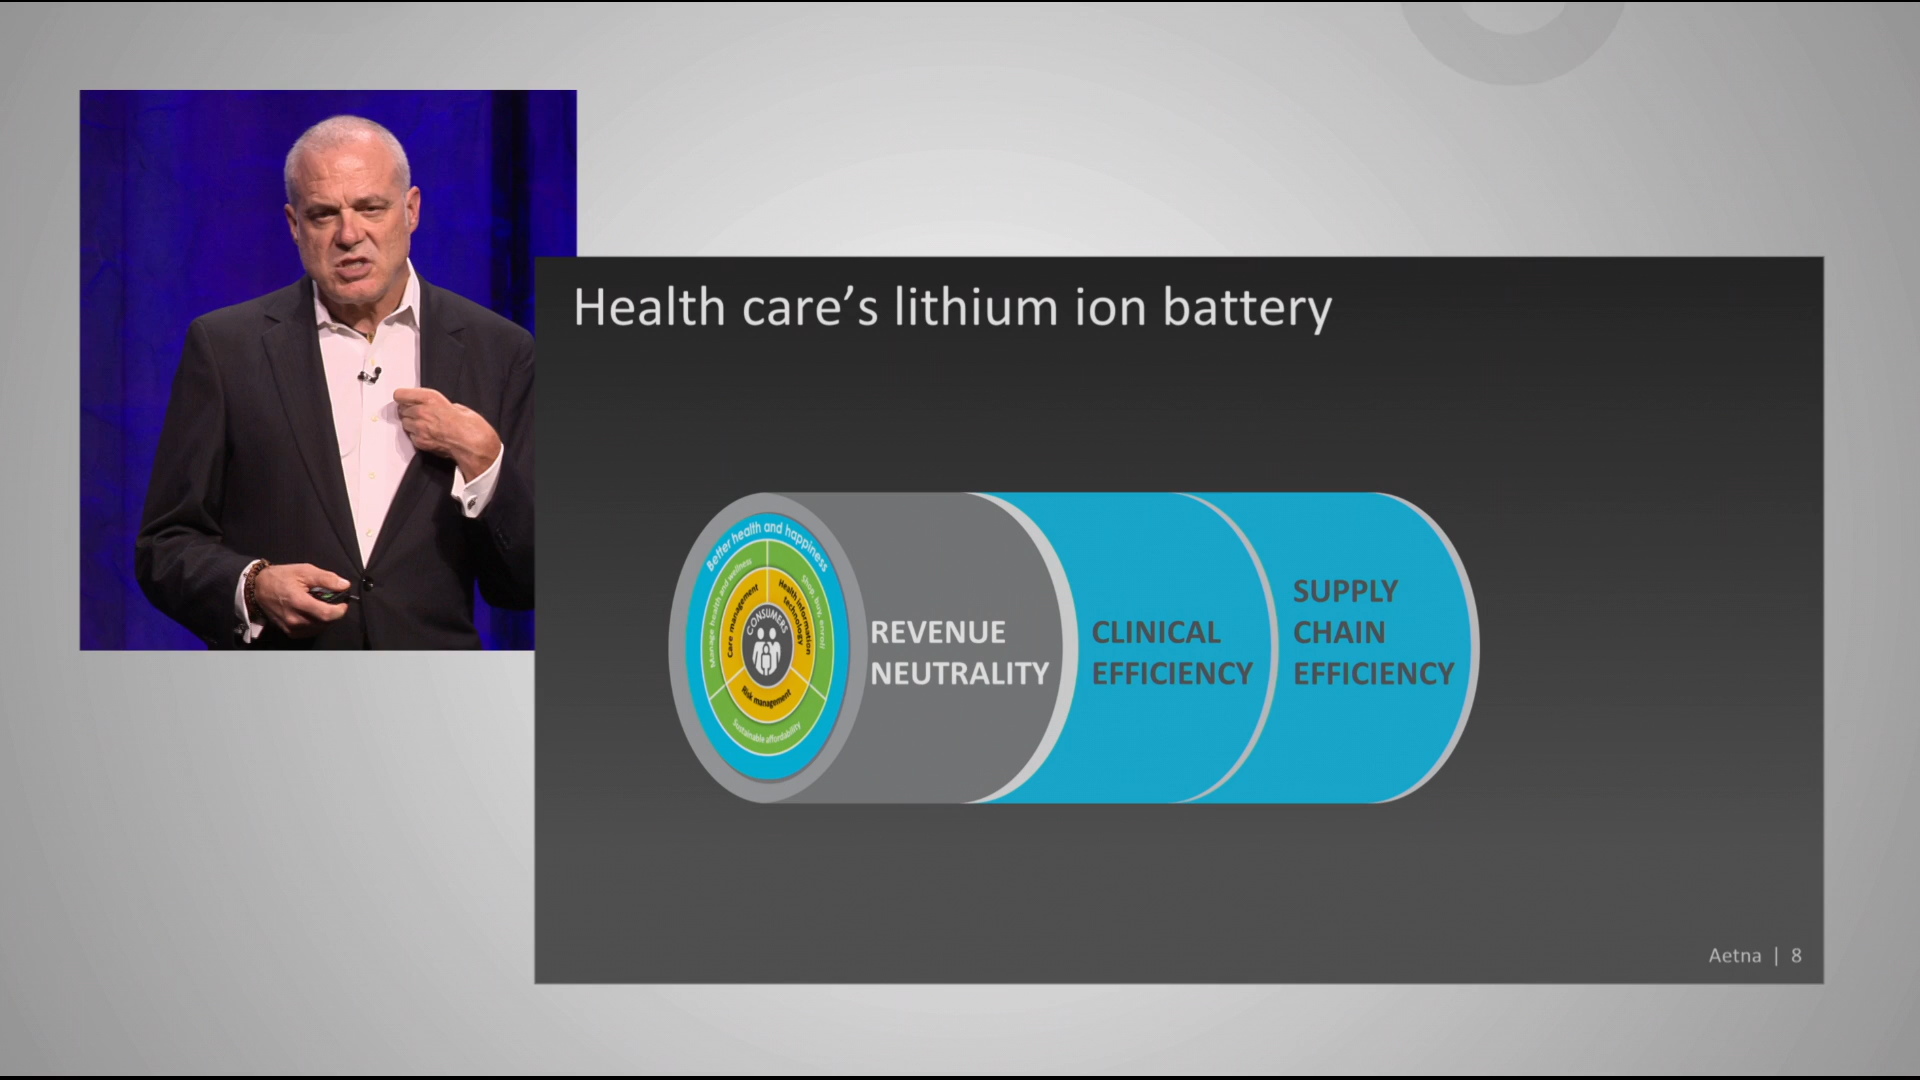 Health care's lithium ion battery
Better health and happiness
Manage health and wellness
Shop, buy, enroll
Care management
Health information
technology
CONSUMERS
Risk management
Sustainable affordability
REVENUE
NEUTRALITY
CLINICAL
EFFICIENCY
SUPPLY
CHAIN
EFFICIENCY
Aetna | 8